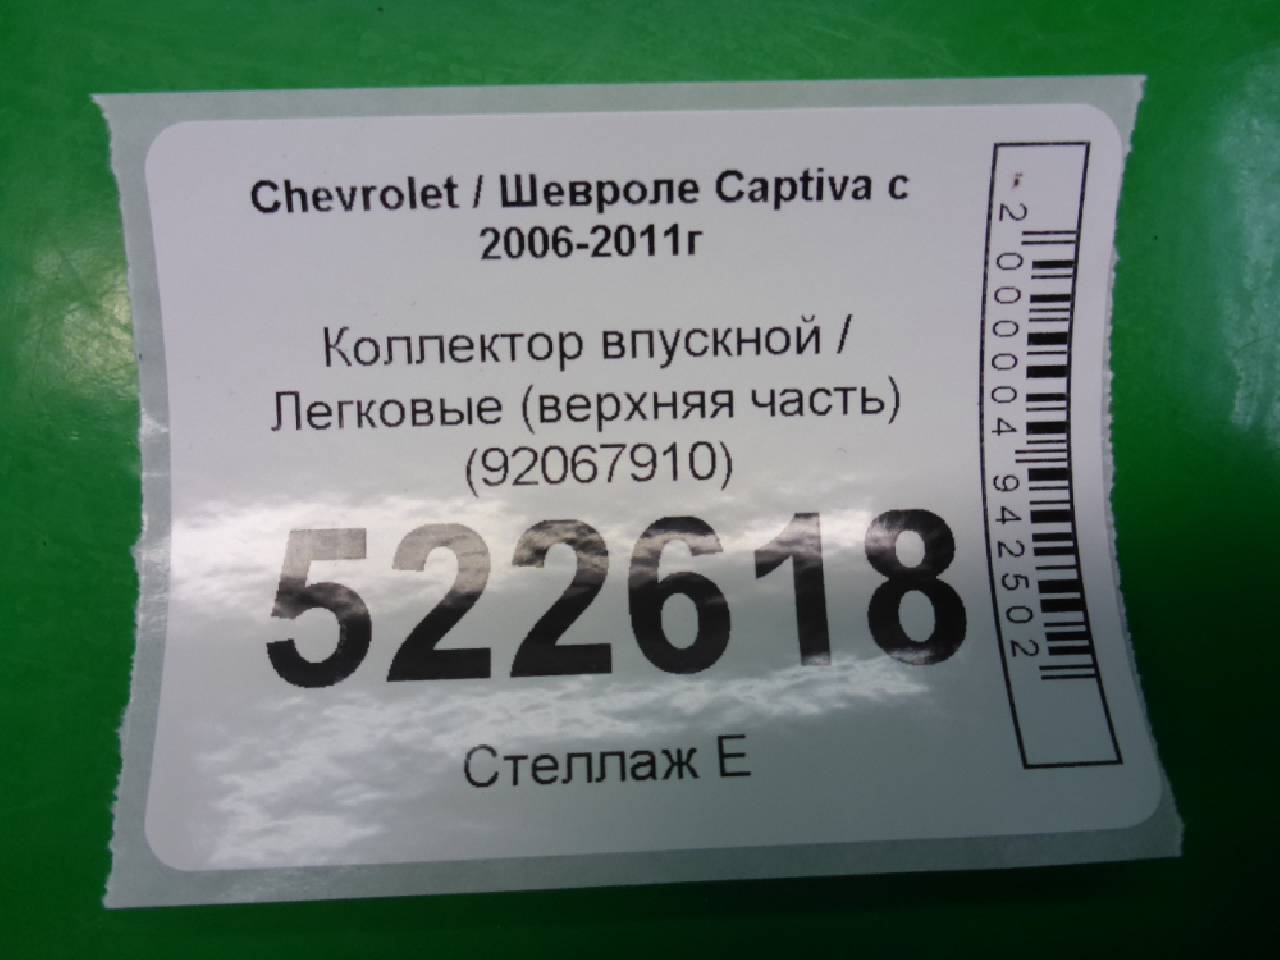 Chevrolet / Шевроле Captiva с
2006-2011г
Коллектор впускной /
Легковые (верхняя часть)
(92067910)
522618
Стеллаж Е
2000004942502